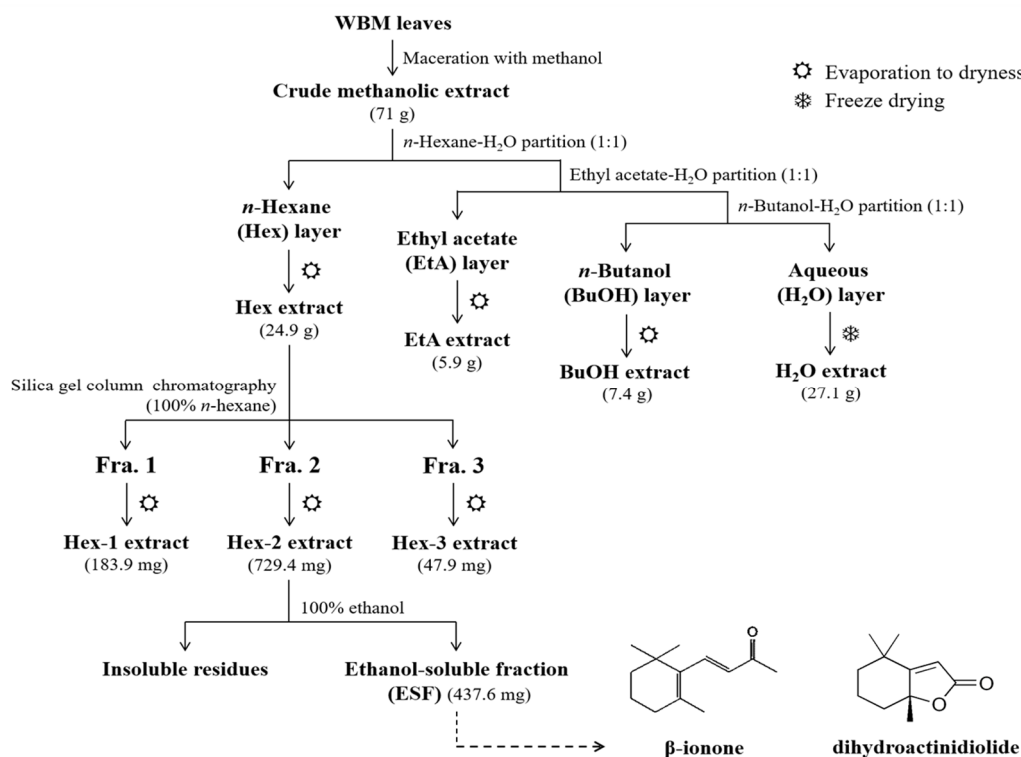 WBM leaves
Maceration with methanol
Crude methanolic extract
(71 g)
Evaporation to dryness
Freeze drying
n-Hexane-H₂O partition (1:1)
Ethyl acetate-H₂O partition (1:1)
n-Butanol-H₂O partition (1:1)
n-Hexane
(Hex) layer
Ethyl acetate
(EtA) layer
n-Butanol
(BuOH) layer
Aqueous
(H₂O) layer
Hex extract
(24.9 g)
EtA extract
(5.9 g)
BuOH extract
(7.4 g)
H₂O extract
(27.1 g)
Silica gel column chromatography
(100% n-hexane)
Fra. 1
Fra. 2
Fra. 3
Hex-1 extract
(183.9 mg)
Hex-2 extract
(729.4 mg)
Hex-3 extract
(47.9 mg)
100% ethanol
Insoluble residues
Ethanol-soluble fraction
(ESF) (437.6 mg)
O
O
O
β-ionone
dihydroactinidiolide